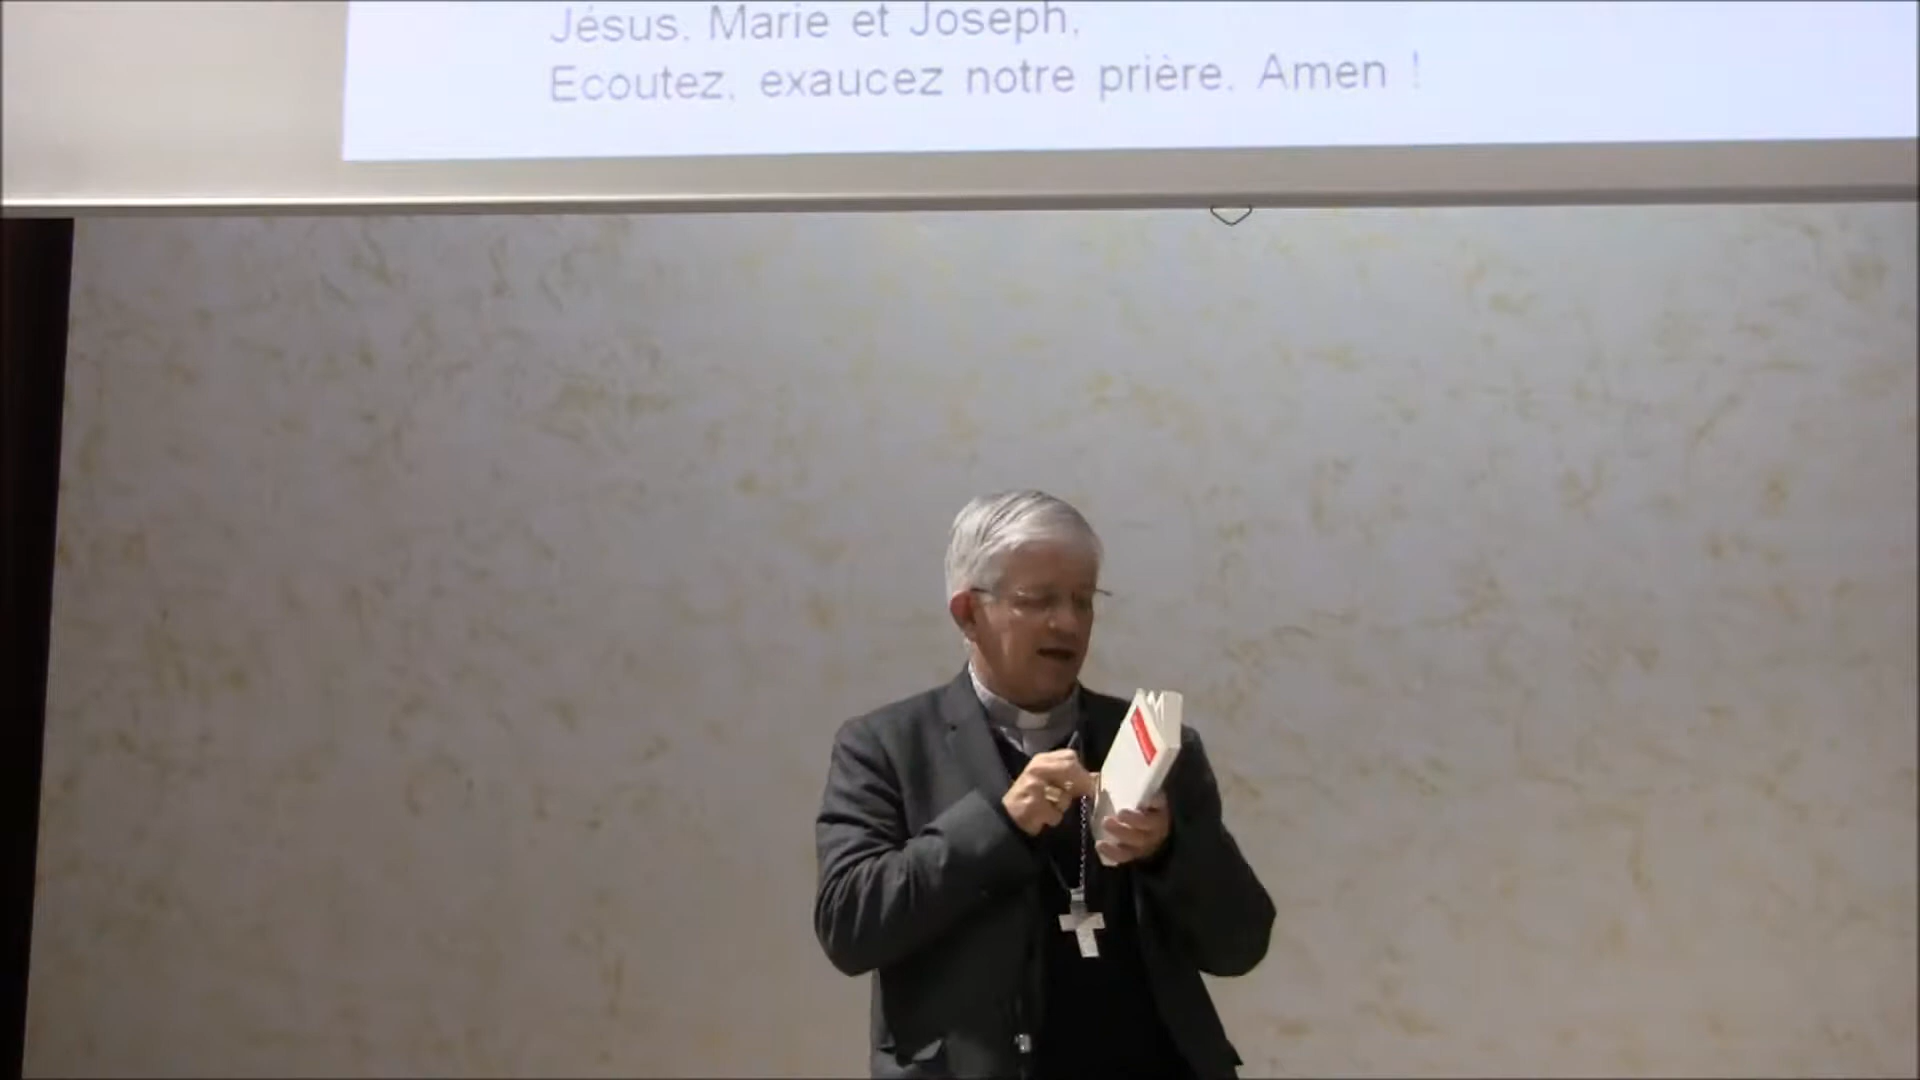 Jésus, Marie et Joseph,
Ecoutez, exaucez notre prière. Amen !